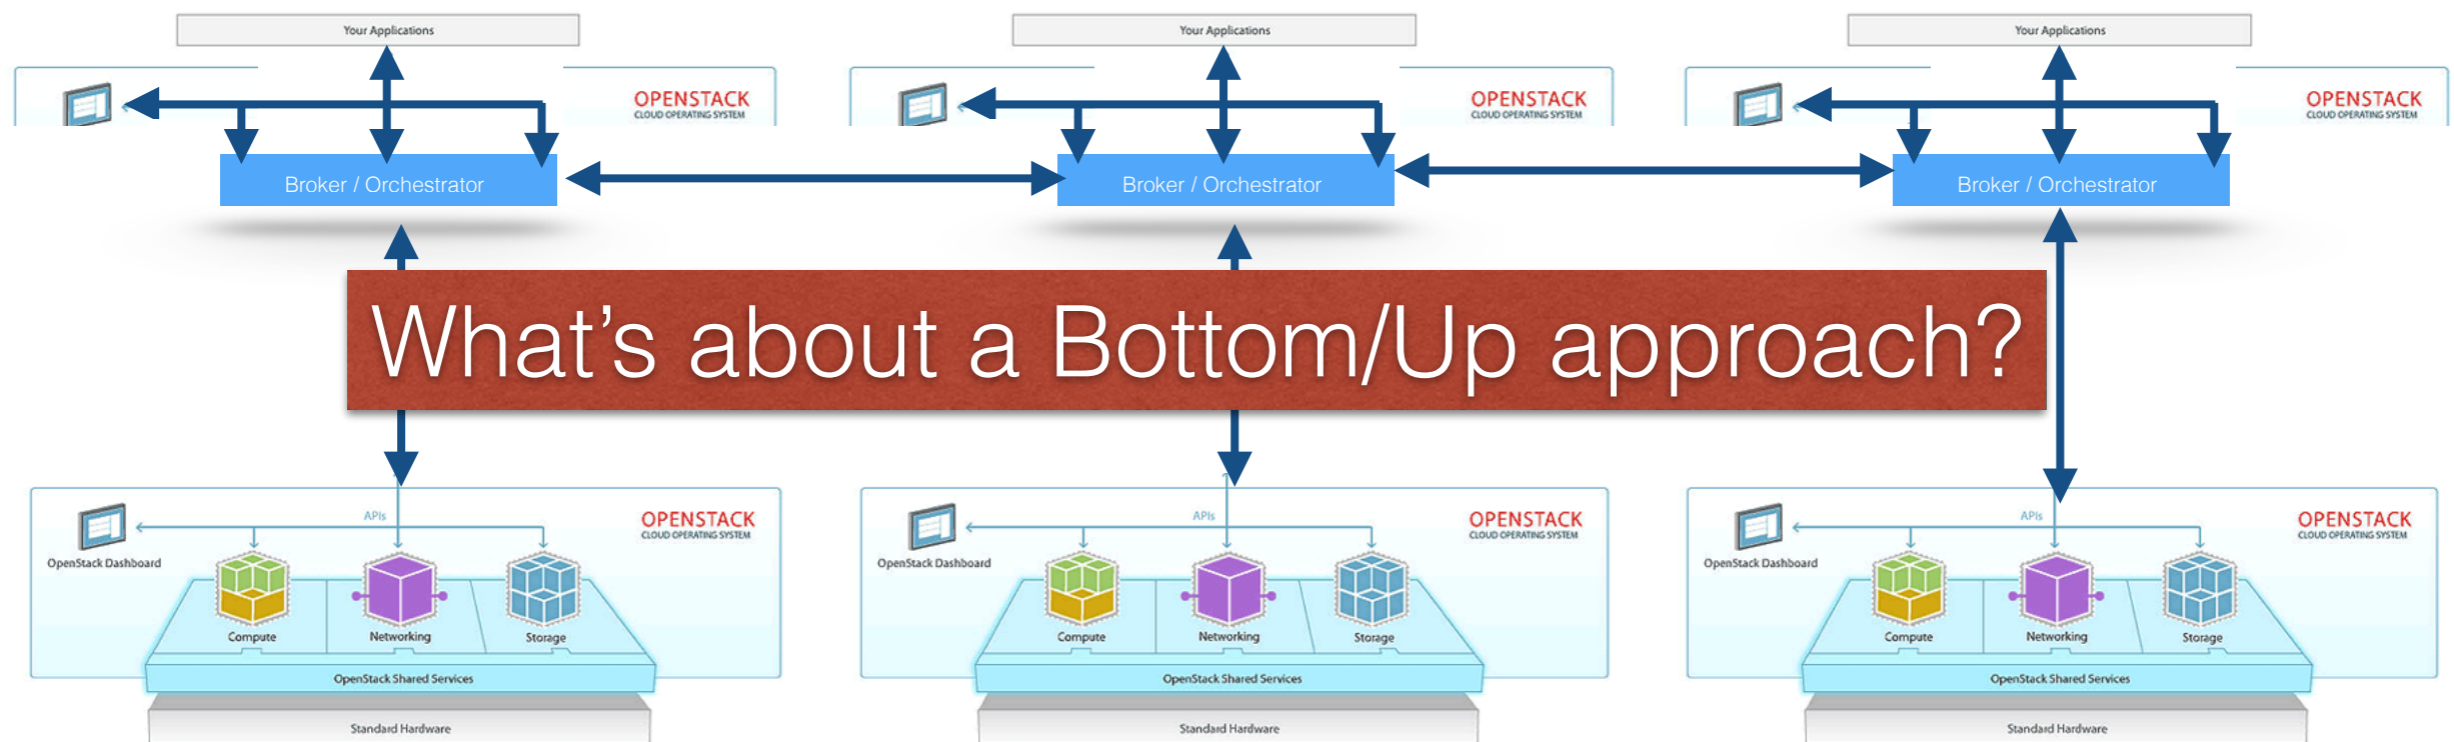 Your Applications
Your Applications
Your Applications
OPENSTACK
CLOUD OPERATING SYSTEM
OPENSTACK
CLOUD OPERATING SYSTEM
OPENSTACK
CLOUD OPERATING SYSTEM
Broker / Orchestrator
Broker / Orchestrator
Broker / Orchestrator
What's about a Bottom/Up approach?
APIs
OPENSTACK
CLOUD OPERATING SYSTEM
OpenStack Dashboard
Compute
Networking
Storage
OpenStack Shared Services
Standard Hardware
APIs
OPENSTACK
CLOUD OPERATING SYSTEM
OpenStack Dashboard
Compute
Networking
Storage
OpenStack Shared Services
Standard Hardware
APIs
OPENSTACK
CLOUD OPERATING SYSTEM
OpenStack Dashboard
Compute
Networking
Storage
OpenStack Shared Services
Standard Hardware